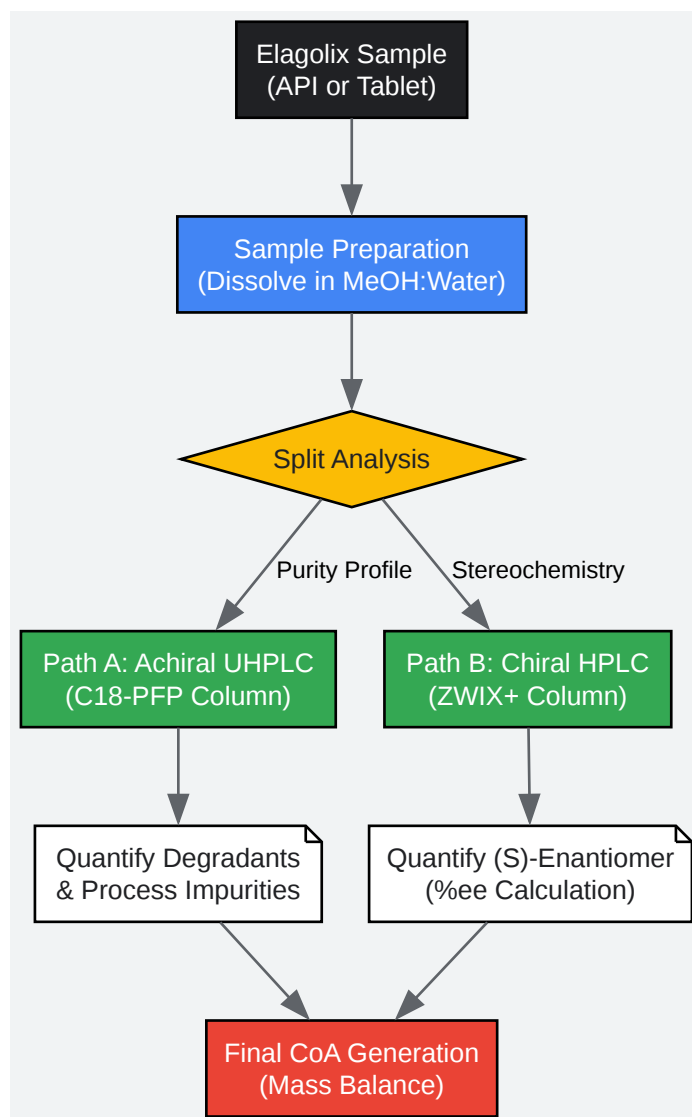 Elagolix Sample
(API or Tablet)
Sample Preparation
(Dissolve in MeOH:Water)
Split Analysis
Purity Profile
Stereochemistry
Path A: Achiral UHPLC
(C18-PFP Column)
Path B: Chiral HPLC
(ZWIX+ Column)
Quantify Degradants
& Process Impurities
Quantify (S)-Enantiomer
(%ee Calculation)
Final CoA Generation
(Mass Balance)